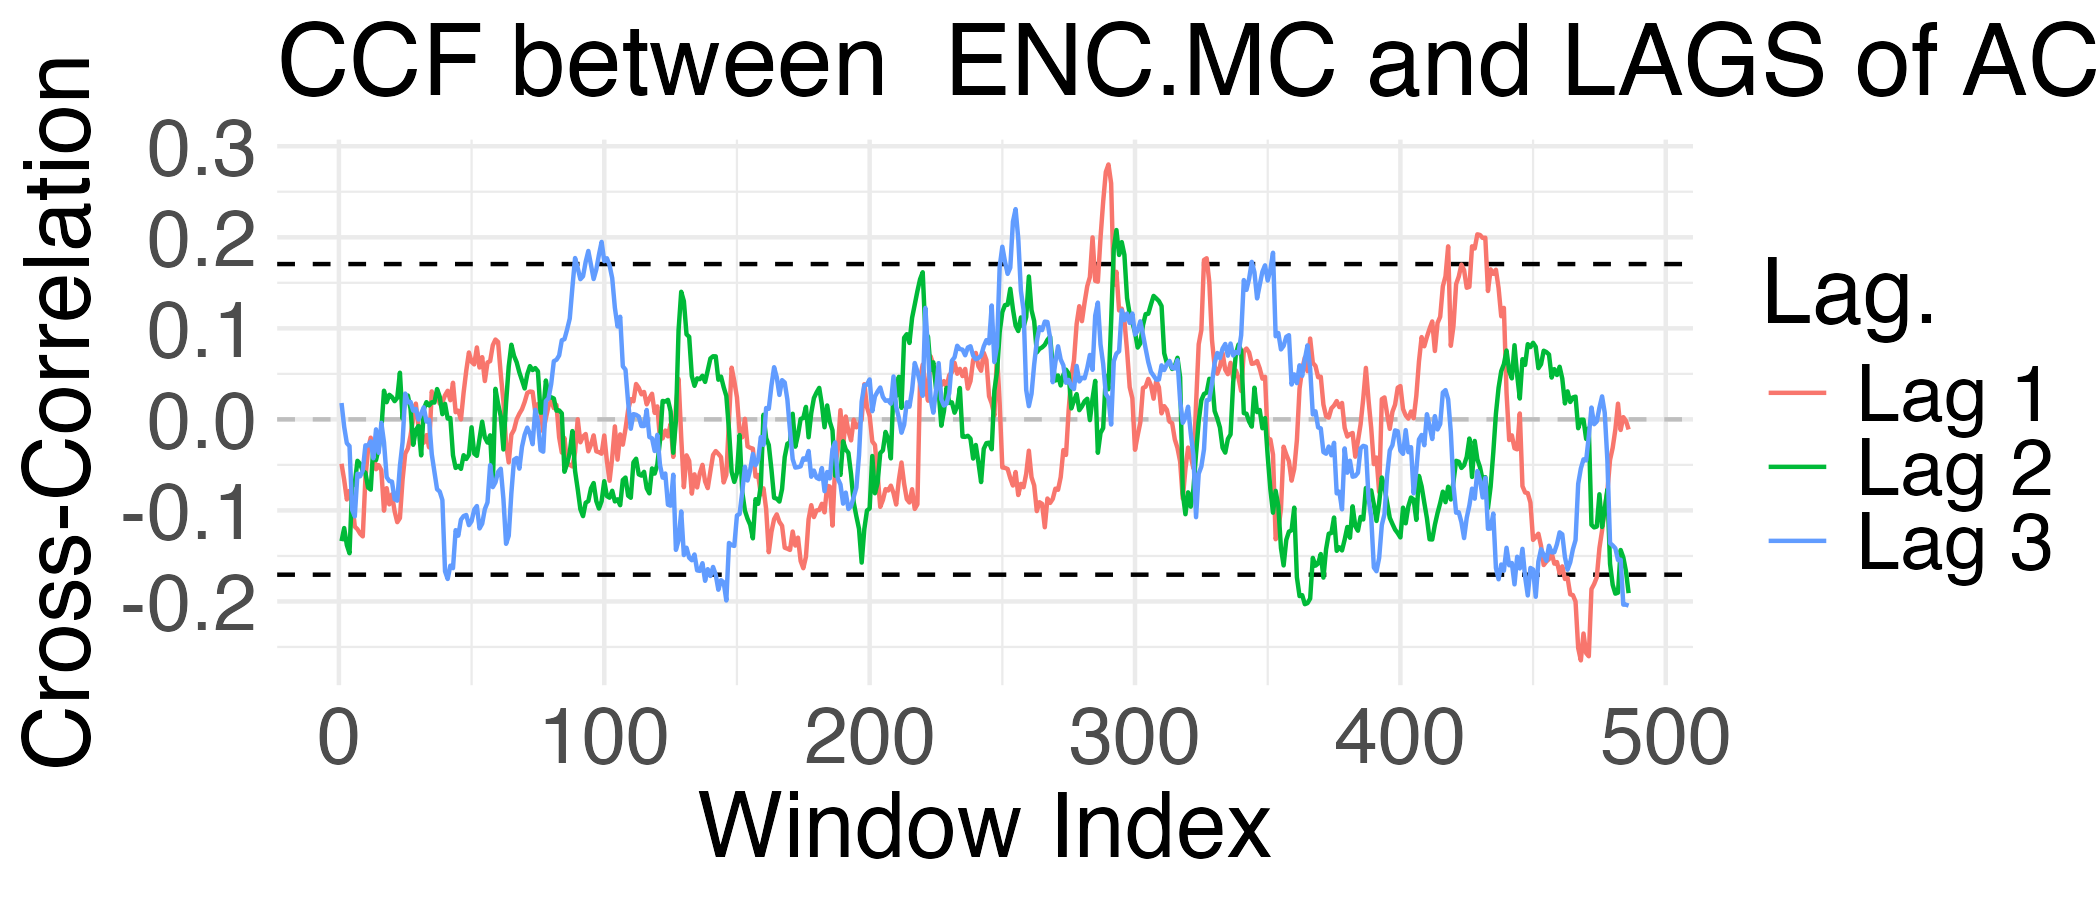 CCF between ENC.MC and LAGS of AC
Cross-Correlation
0.3
0.2
0.1
0.0
-0.1
-0.2
0 100 200 300 400 500
Window Index
Lag.
Lag 1
Lag 2
Lag 3